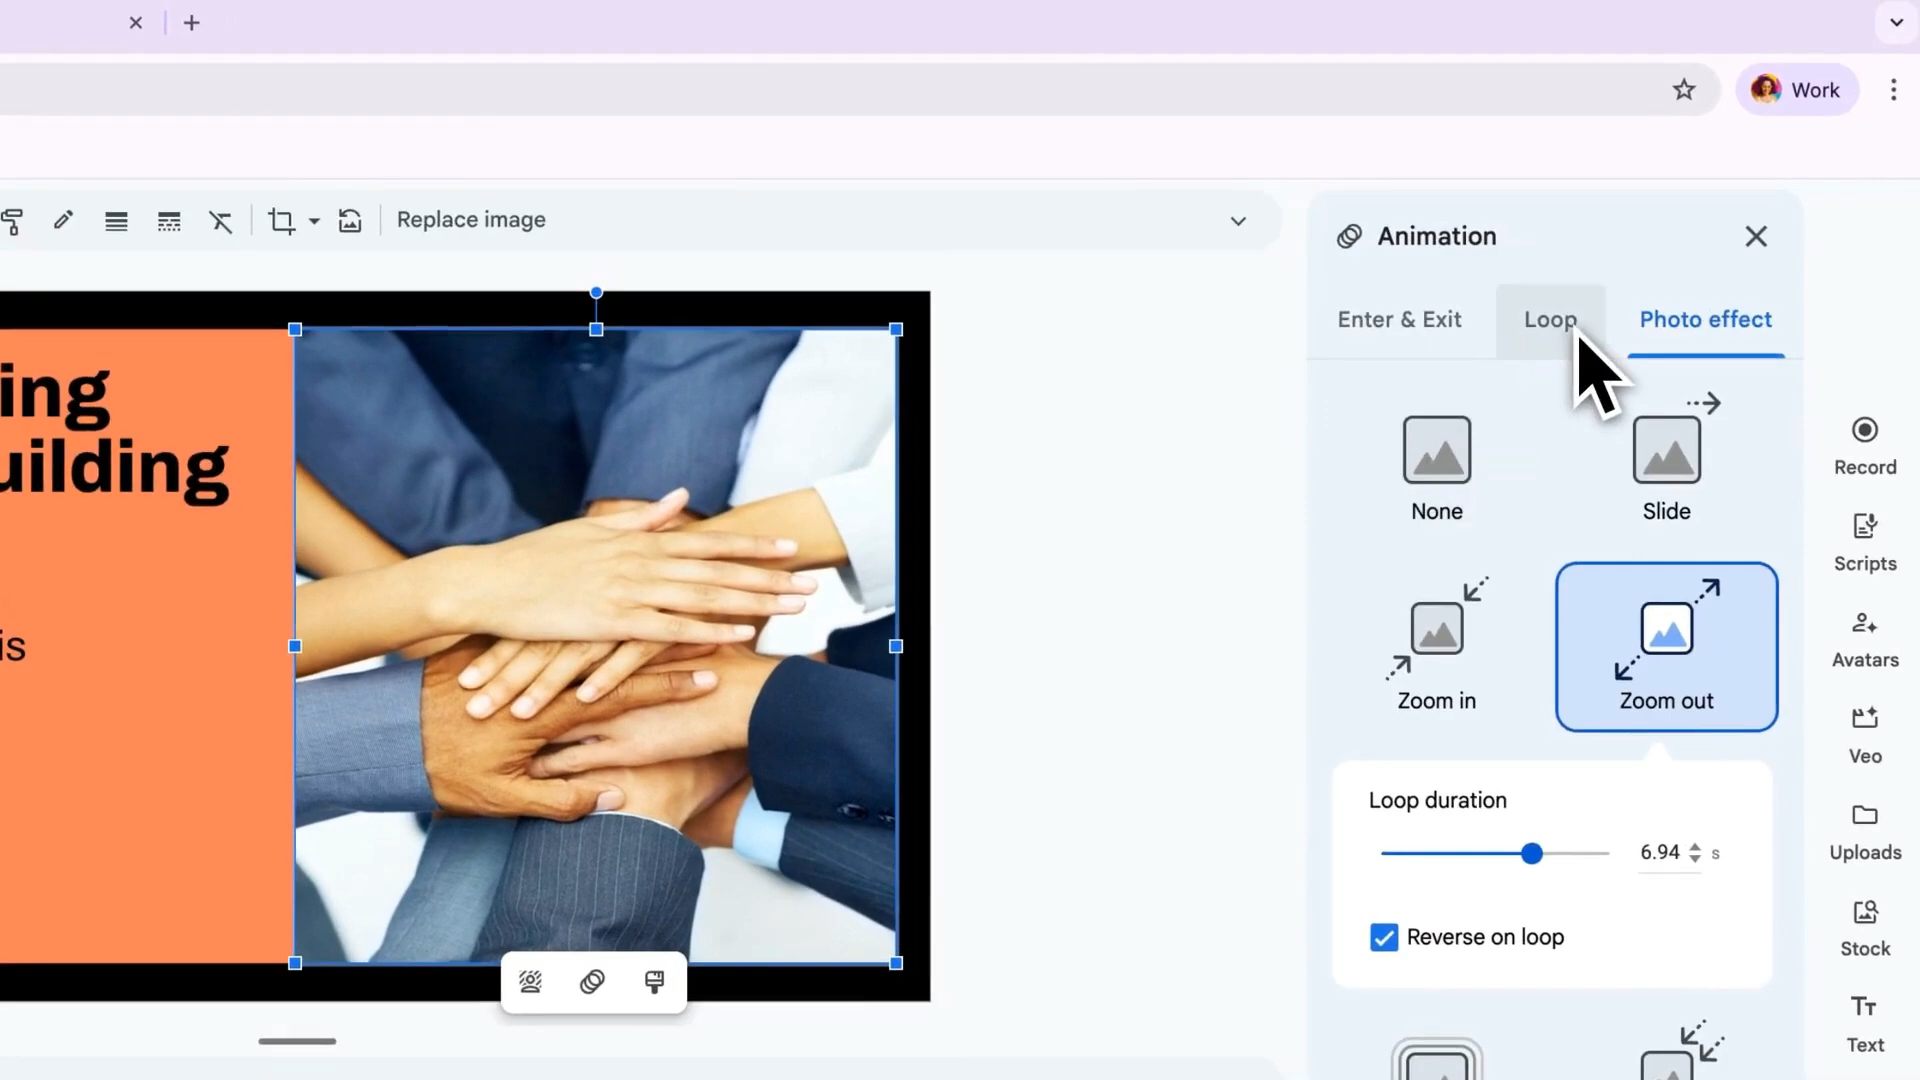 Work
Replace image
Animation
Enter & Exit
Loop
Photo effect
ing
uilding
is
None
Slide
Zoom in
Zoom out
Loop duration
6.94 s
Reverse on loop
Record
Scripts
Avatars
Veo
Uploads
Stock
Tт
Text